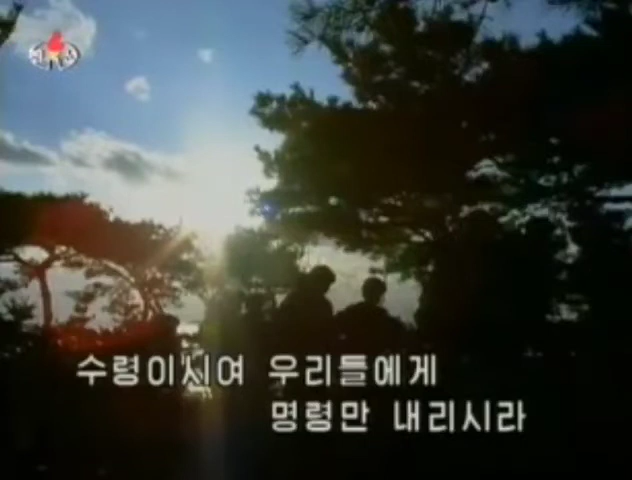 수령이시여 우리들에게
명령만 내리시라